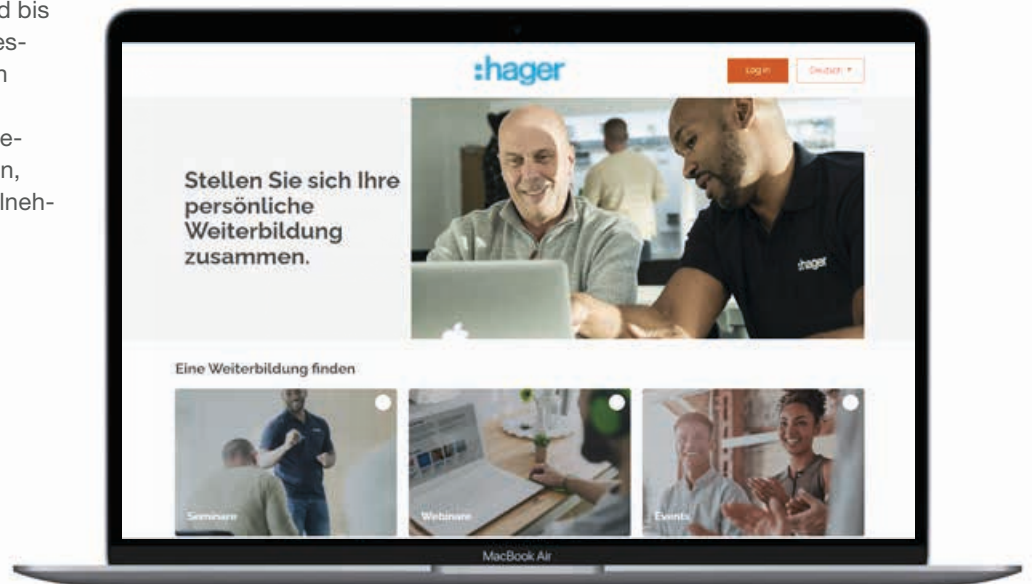 d bis
es-
n
e-
n,
lneh-
:hager
Log in
Deutsch
Stellen Sie sich Ihre
persönliche
Weiterbildung
zusammen.
:hager
Eine Weiterbildung finden
Seminare
Webinare
Events
MacBook Air